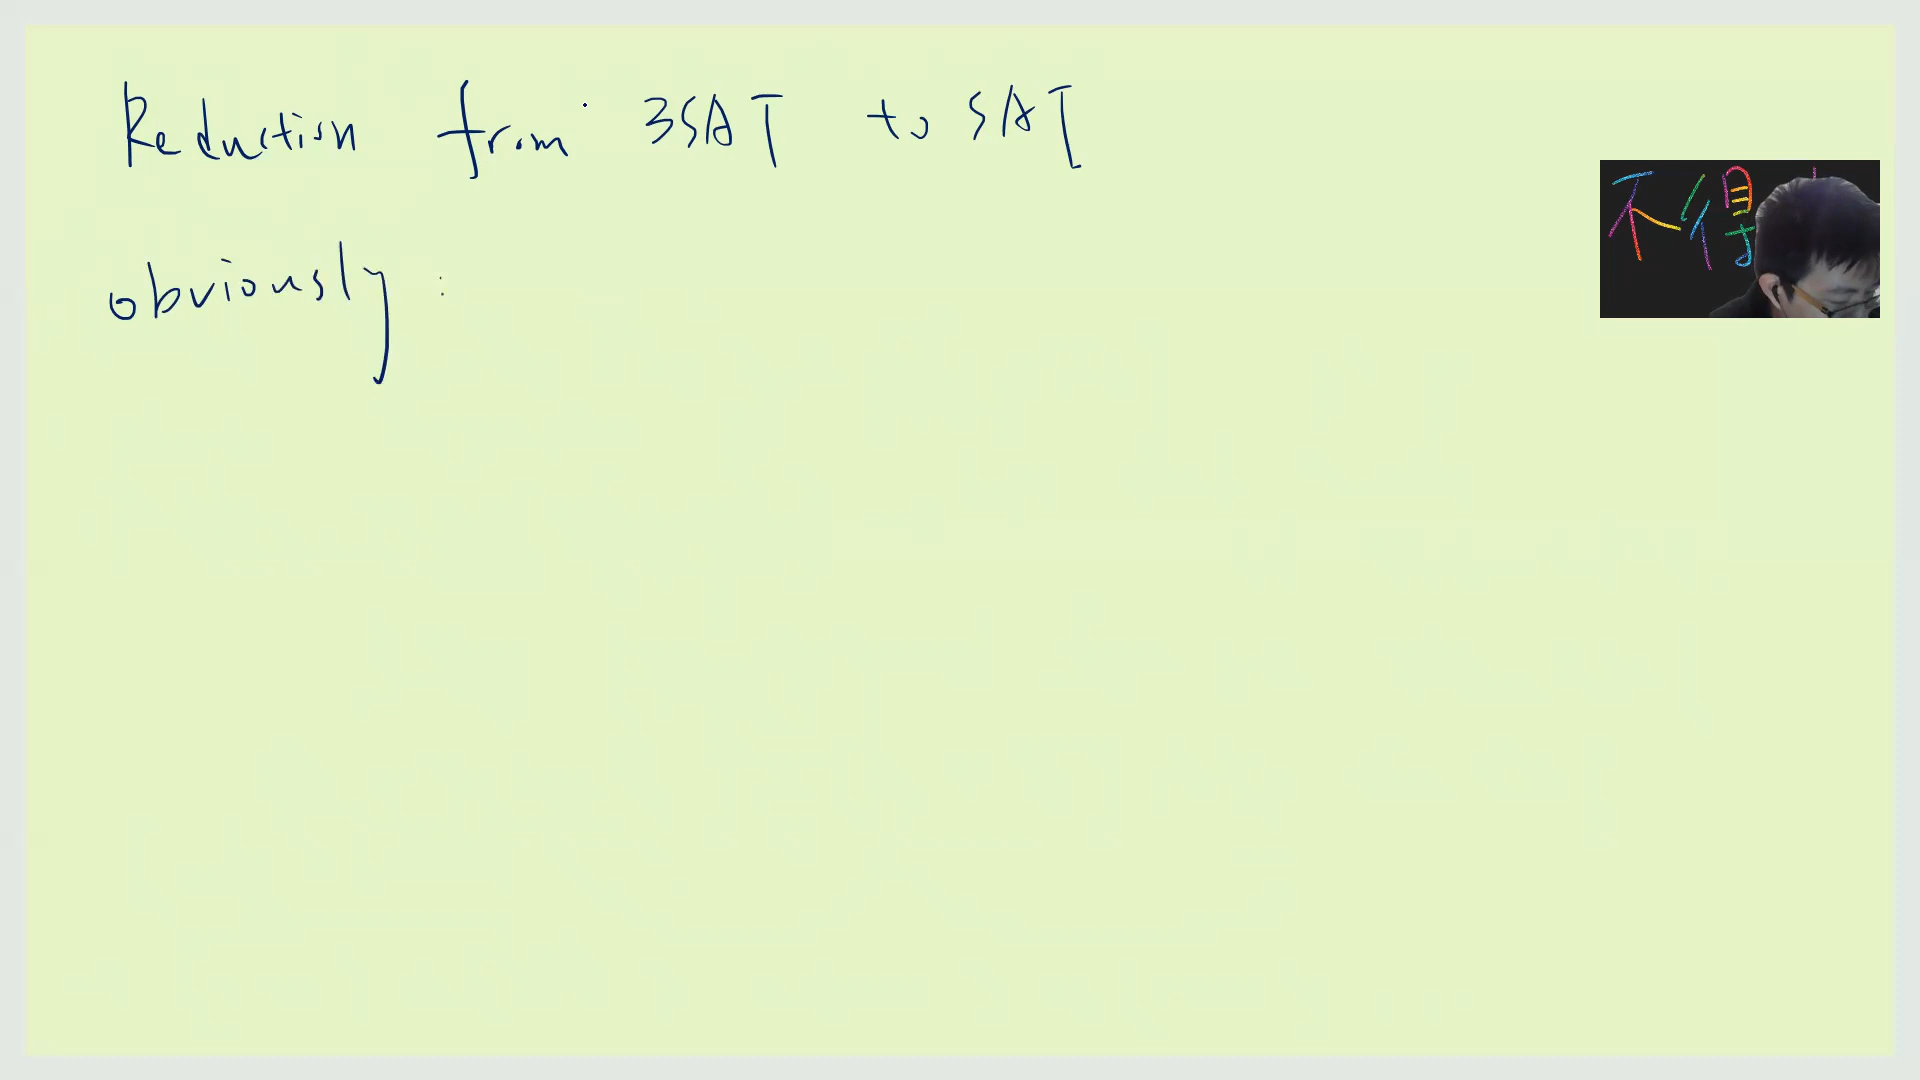 Reduction from 3SAT to SAT
obviously :
不得